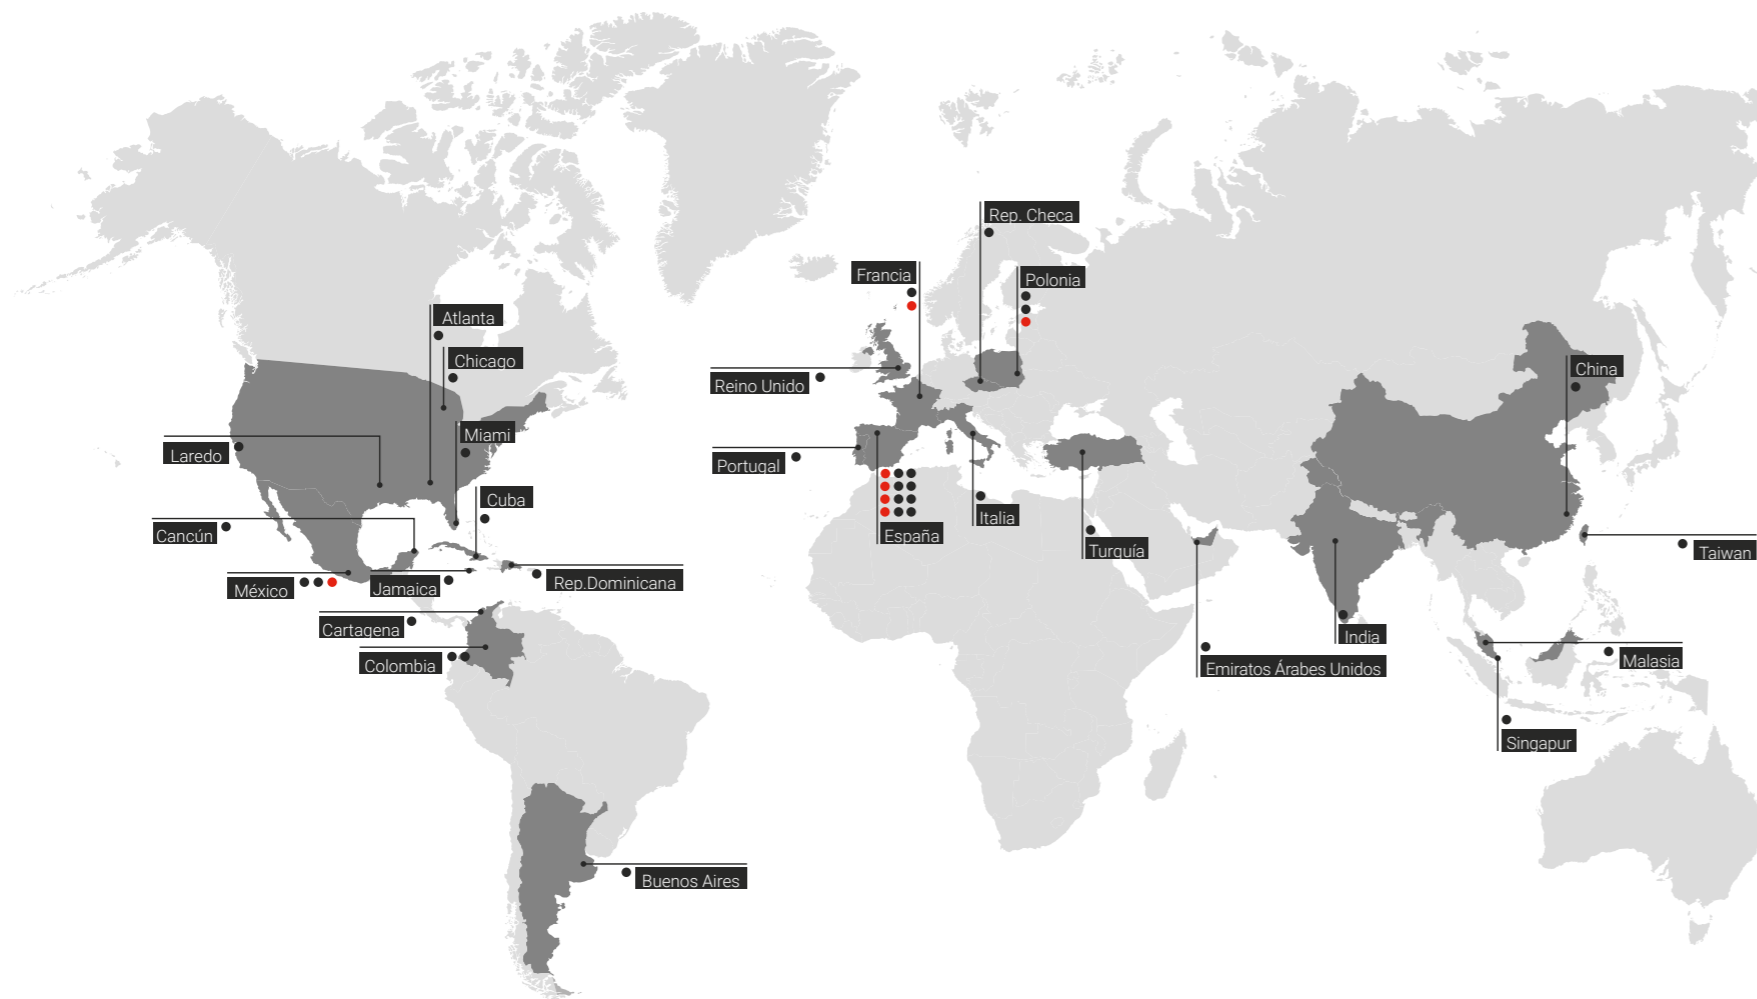 Rep. Checa
Francia
Polonia
Atlanta
Chicago
China
Reino Unido
Miami
Laredo
Portugal
Cuba
Italia
Cancún
España
Turquía
Taiwan
México
Jamaica
Rep.Dominicana
Cartagena
India
Colombia
Emiratos Árabes Unidos
Malasia
Singapur
Buenos Aires